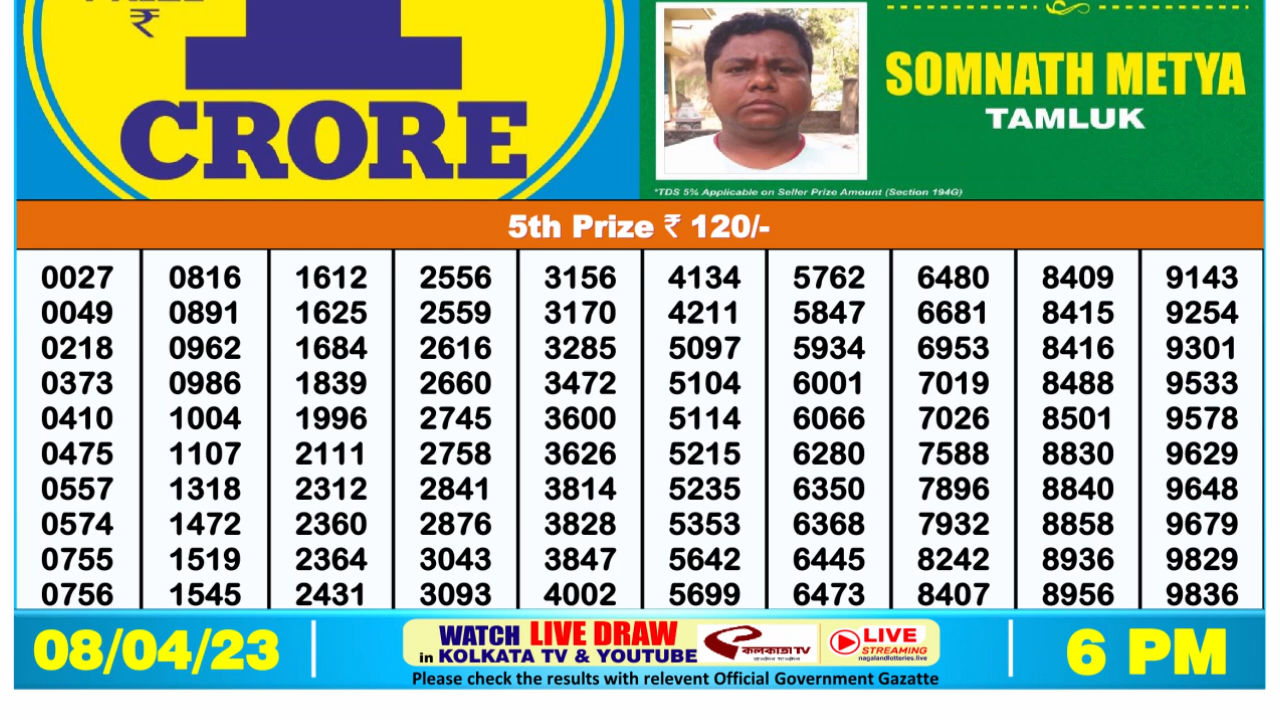 ₹
CRORE
SOMNATH METYA
TAMLUK
*TDS 5% Applicable on Seller Prize Amount (Section 194G)
5th Prize ₹ 120/-
0027 0816 1612 2556 3156 4134 5762 6480 8409 9143
0049 0891 1625 2559 3170 4211 5847 6681 8415 9254
0218 0962 1684 2616 3285 5097 5934 6953 8416 9301
0373 0986 1839 2660 3472 5104 6001 7019 8488 9533
0410 1004 1996 2745 3600 5114 6066 7026 8501 9578
0475 1107 2111 2758 3626 5215 6280 7588 8830 9629
0557 1318 2312 2841 3814 5235 6350 7896 8840 9648
0574 1472 2360 2876 3828 5353 6368 7932 8858 9679
0755 1519 2364 3043 3847 5642 6445 8242 8936 9829
0756 1545 2431 3093 4002 5699 6473 8407 8956 9836
08/04/23
WATCH LIVE DRAW
in KOLKATA TV & YOUTUBE
কলকাতা TV
LIVE
STREAMING
nagalandlotteries.live
Please check the results with relevent Official Government Gazatte
6 PM